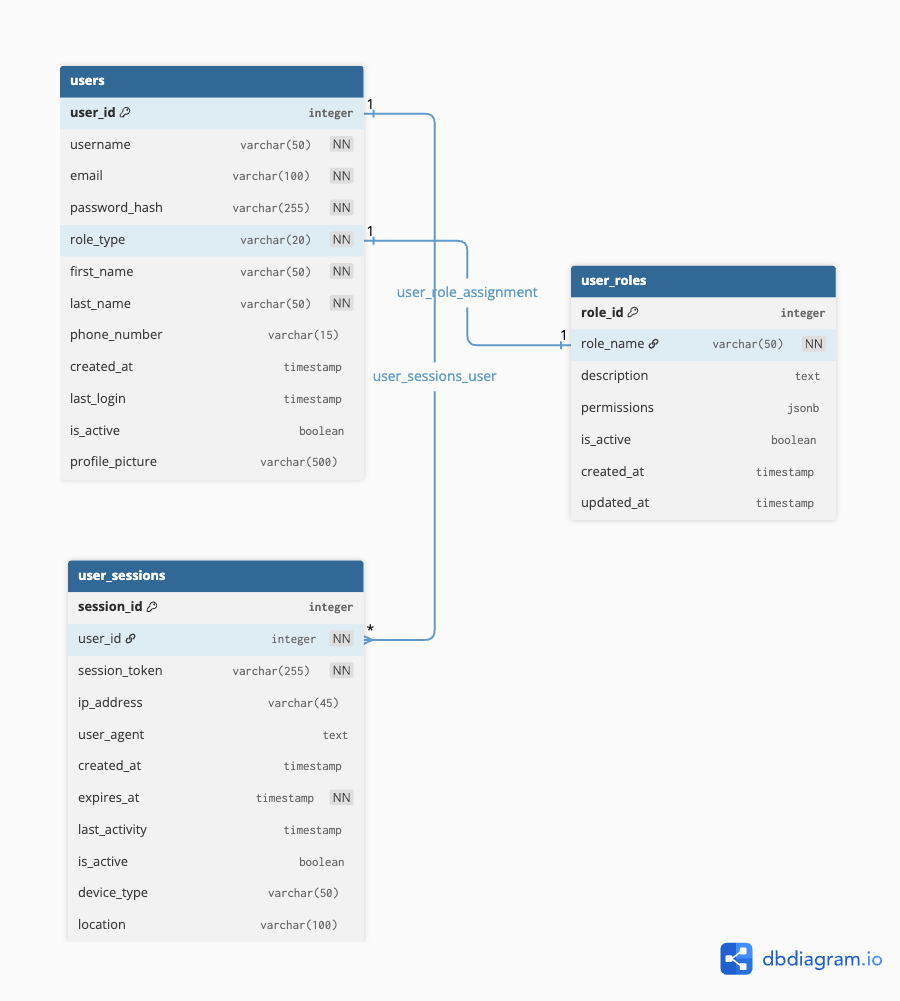 users
user_id integer
username varchar(50) NN
email varchar(100) NN
password_hash varchar(255) NN
role_type varchar(20) NN
first_name varchar(50) NN
last_name varchar(50) NN
phone_number varchar(15)
created_at timestamp
last_login timestamp
is_active boolean
profile_picture varchar(500)
1
1
user_role_assignment
1
user_sessions_user
*
user_roles
role_id integer
role_name varchar(50) NN
description text
permissions jsonb
is_active boolean
created_at timestamp
updated_at timestamp
user_sessions
session_id integer
user_id integer NN
session_token varchar(255) NN
ip_address varchar(45)
user_agent text
created_at timestamp
expires_at timestamp NN
last_activity timestamp
is_active boolean
device_type varchar(50)
location varchar(100)
dbdiagram.io